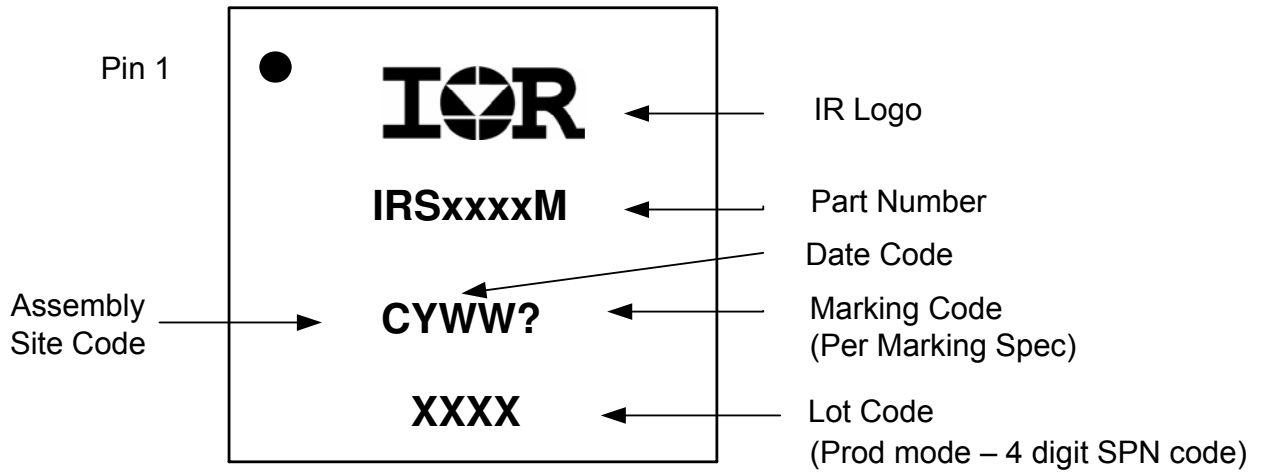 Pin 1
IOR
IR Logo
IRSxxxxM
Part Number
Date Code
Assembly
Site Code
CYWW?
Marking Code
(Per Marking Spec)
XXXX
Lot Code
(Prod mode – 4 digit SPN code)